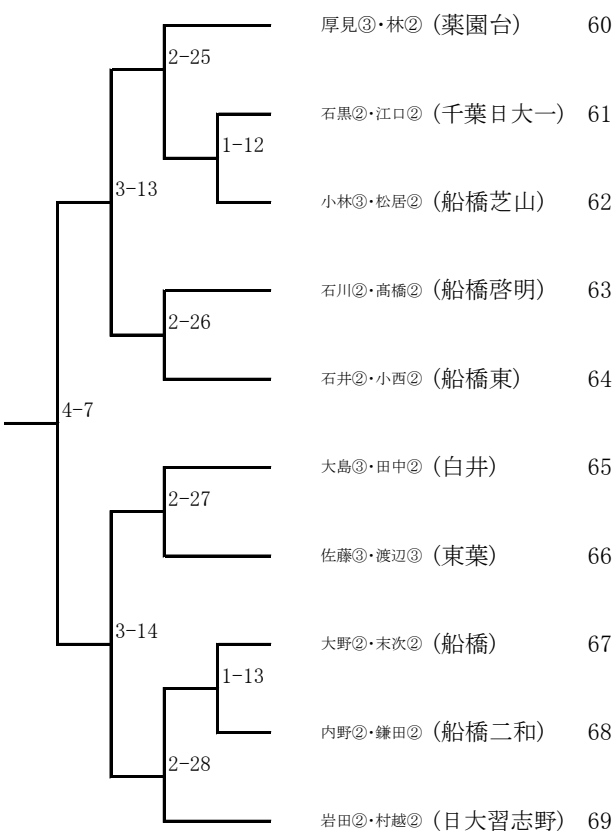 厚見③・林② (薬園台) 60
2-25
石黒②・江口② (千葉日大一) 61
1-12
3-13
小林③・松居② (船橋芝山) 62
石川②・髙橋② (船橋啓明) 63
2-26
石井②・小西② (船橋東) 64
4-7
大島③・田中② (白井) 65
2-27
佐藤③・渡辺③ (東葉) 66
3-14
大野②・末次② (船橋) 67
1-13
内野②・鎌田② (船橋二和) 68
2-28
岩田②・村越② (日大習志野) 69